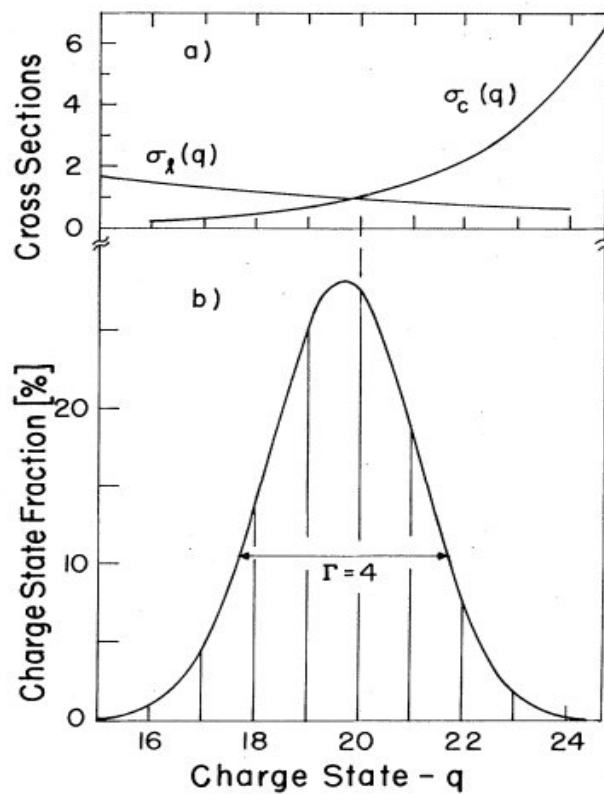 a)
σc(q)
σℓ(q)
Cross Sections
6
4
2
0
b)
Charge State Fraction [%]
20
10
0
Γ = 4
16 18 20 22 24
Charge State - q